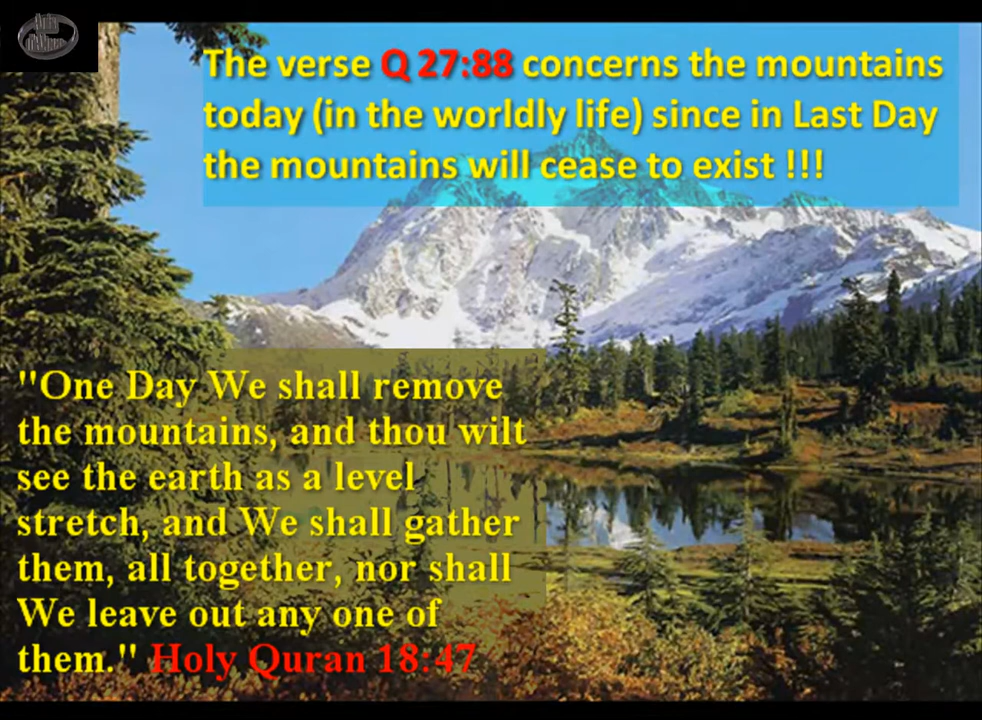 The verse Q 27:88 concerns the mountains
today (in the worldly life) since in Last Day
the mountains will cease to exist !!!
"One Day We shall remove
the mountains, and thou wilt
see the earth as a level
stretch, and We shall gather
them, all together, nor shall
We leave out any one of
them." Holy Quran 18:47